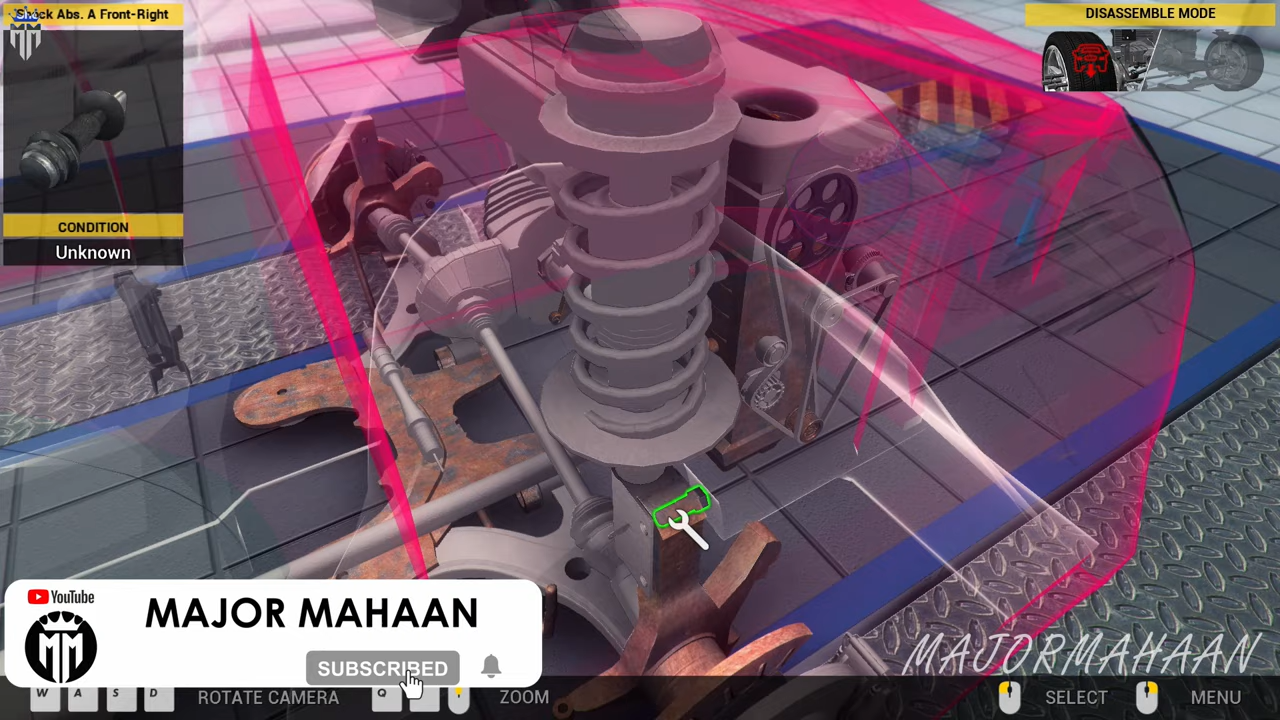 Shock Abs. A Front-Right
CONDITION
Unknown
DISASSEMBLE MODE
YouTube
MAJOR MAHAAN
SUBSCRIBED
MAJORMAHAAN
W A S D ROTATE CAMERA Q ZOOM SELECT MENU